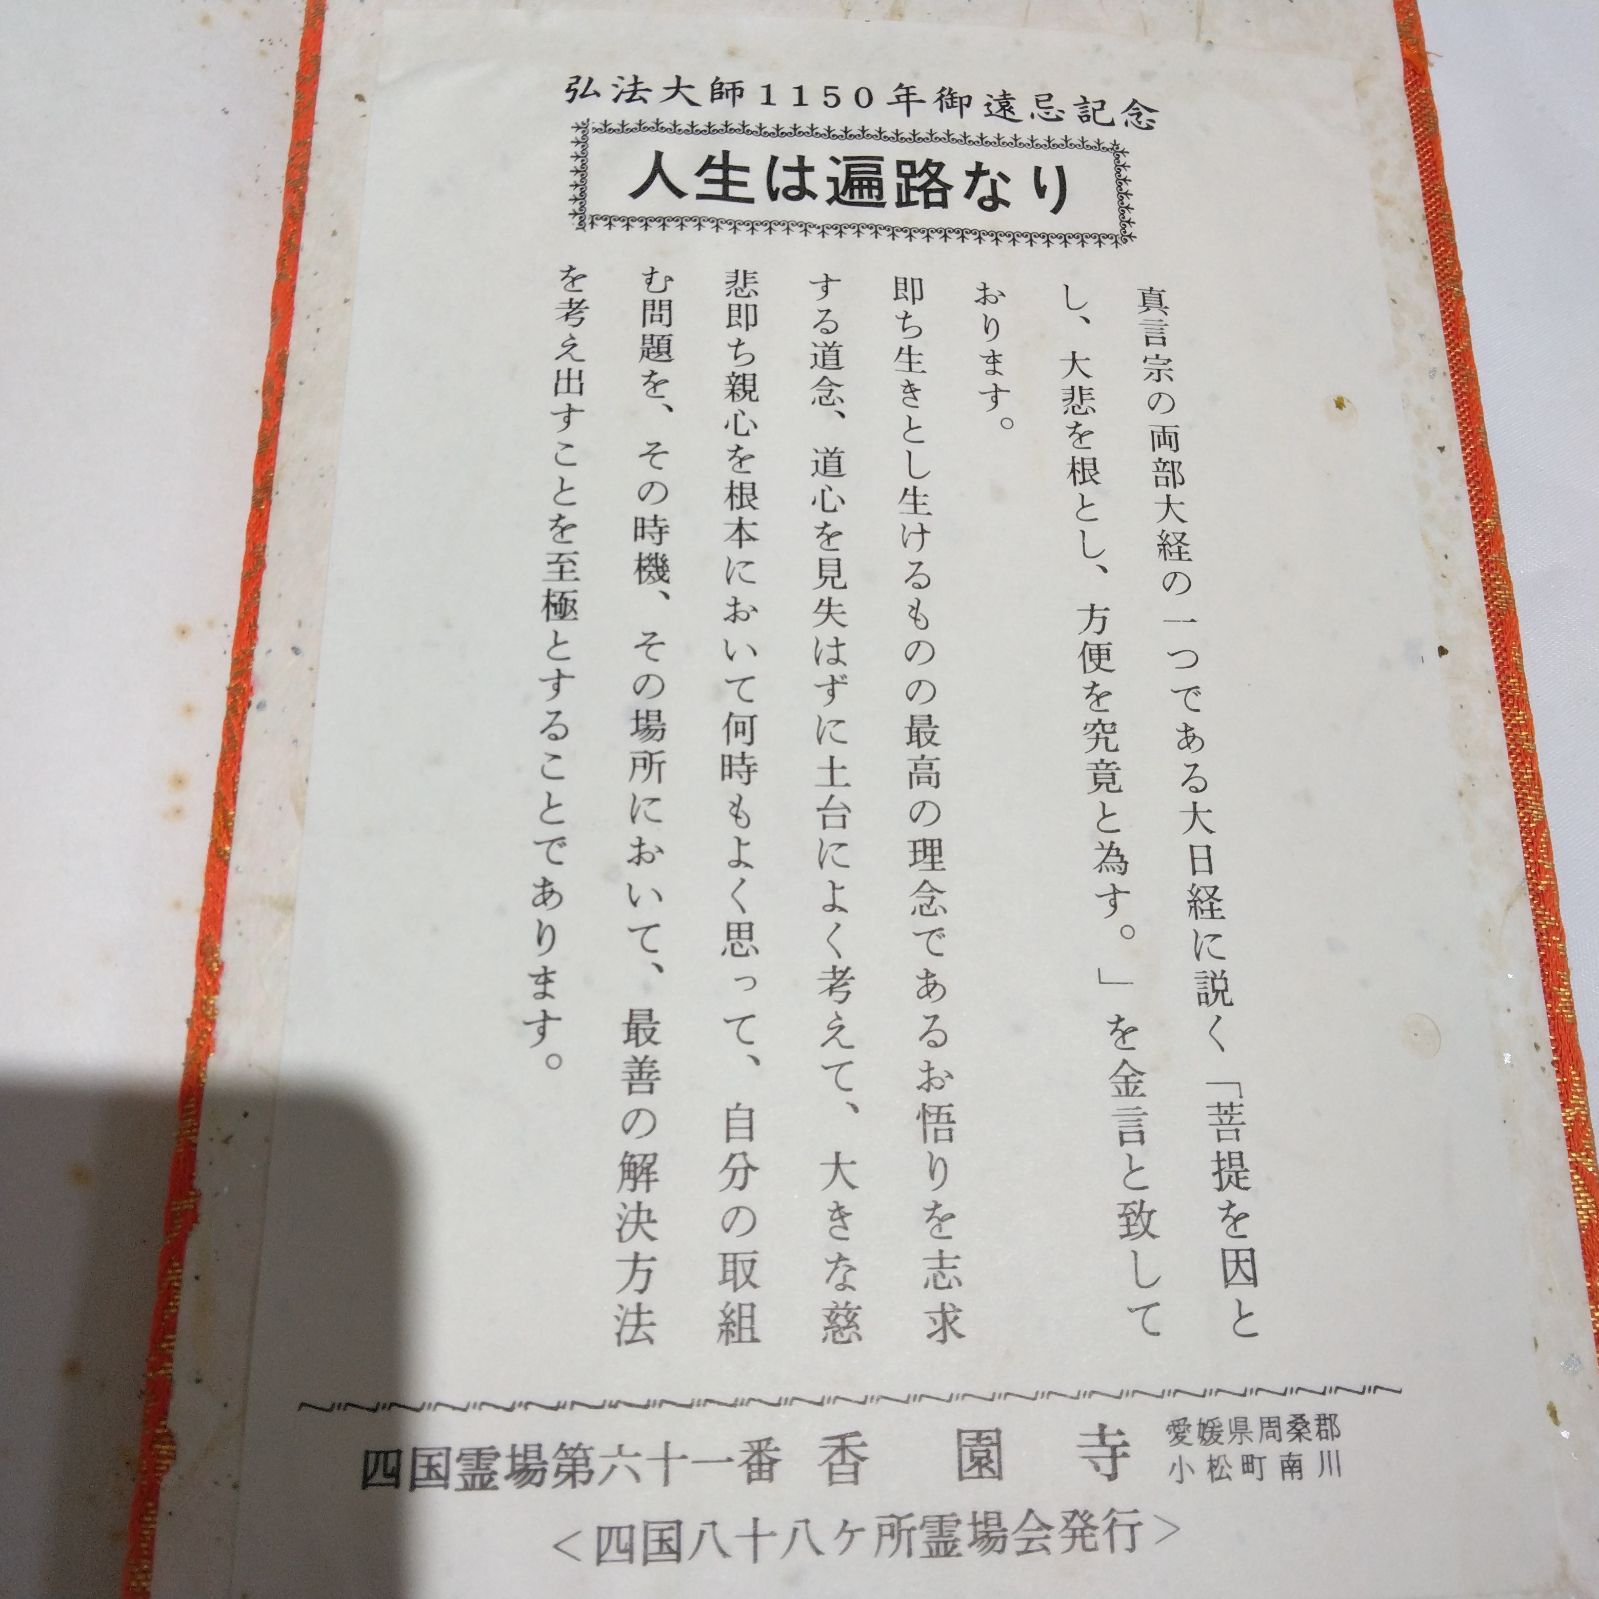 弘法大師1150年御遠忌記念
人生は遍路なり
真言宗の両部大経の一つである大日経に説く「菩提を因と
し、大悲を根とし、方便を究竟と為す。」を金言と致して
おります。
即ち生きとし生けるものの最高の理念であるお悟りを志求
する道念、道心を見失はずに土台によく考えて、大きな慈
悲即ち親心を根本において何時もよく思って、自分の取組
む問題を、その時機、その場所において、最善の解決方法
を考え出すことを至極とすることであります。
四国霊場第六十一番 香園寺 愛媛県周桑郡
小松町南川
<四国八十八ケ所霊場会発行>